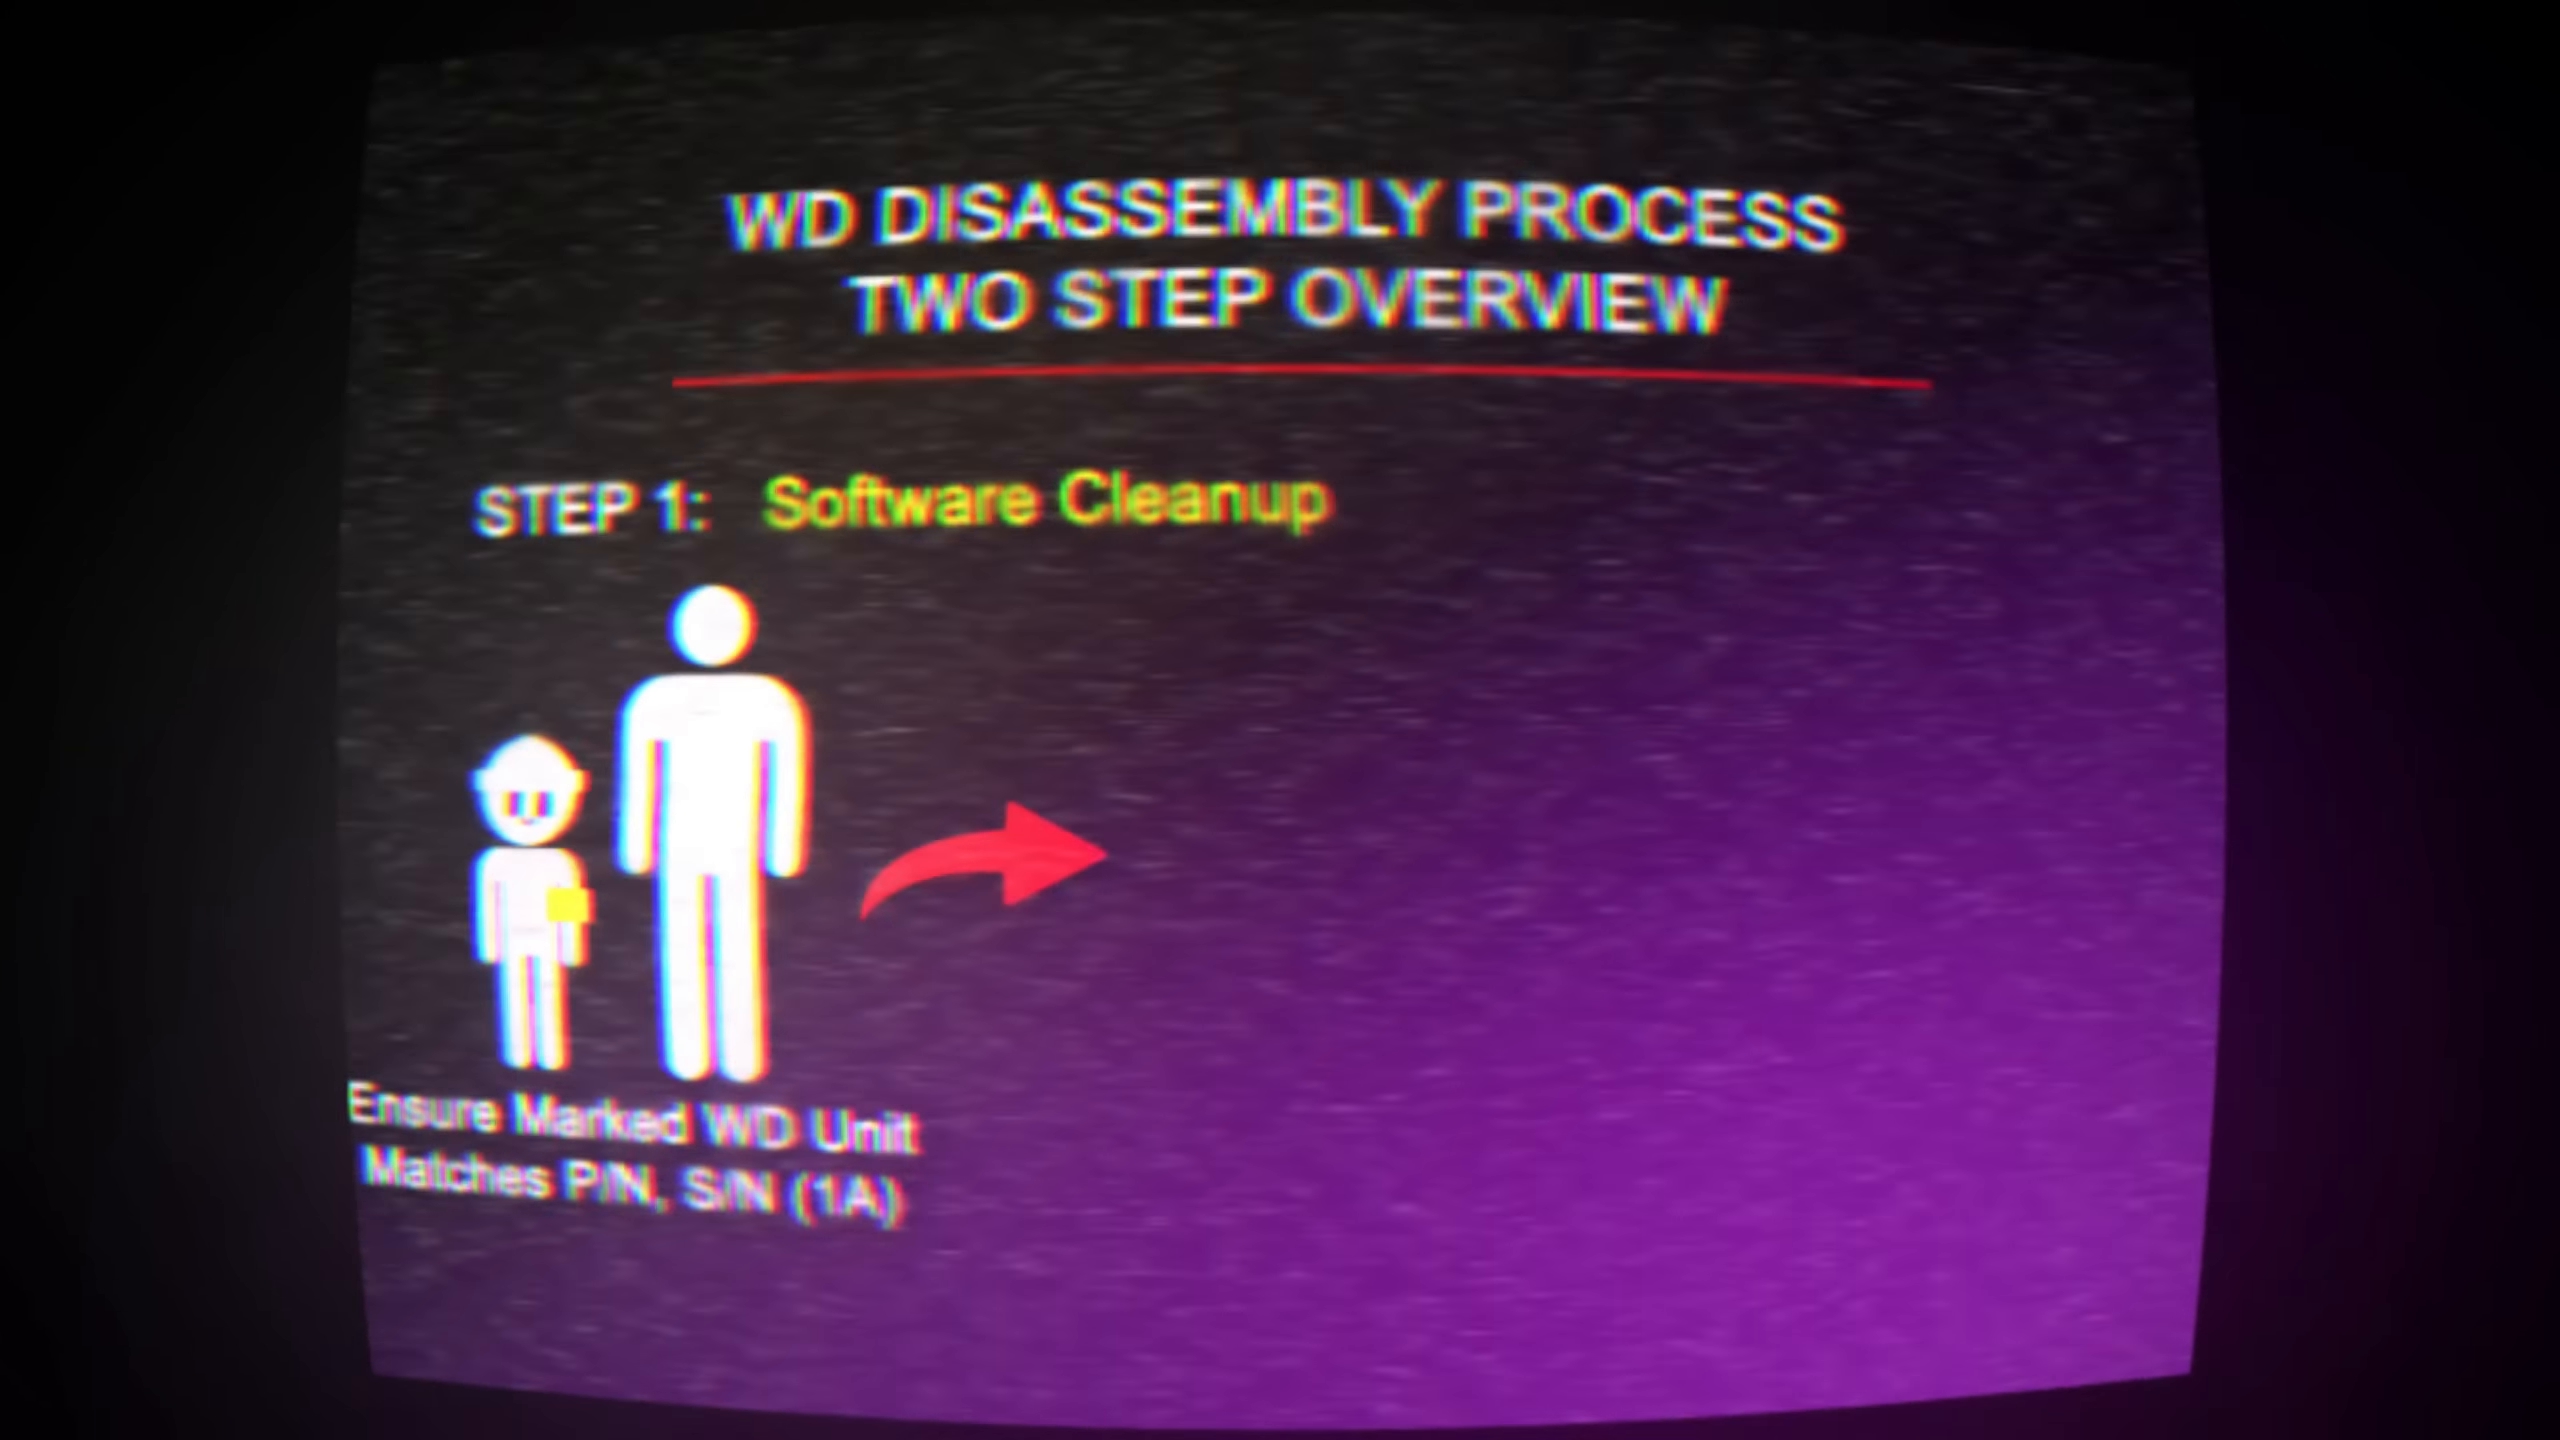 WD DISASSEMBLY PROCESS
TWO STEP OVERVIEW
STEP 1: Software Cleanup
Ensure Marked WD Unit
Matches P/N, S/N (1A)